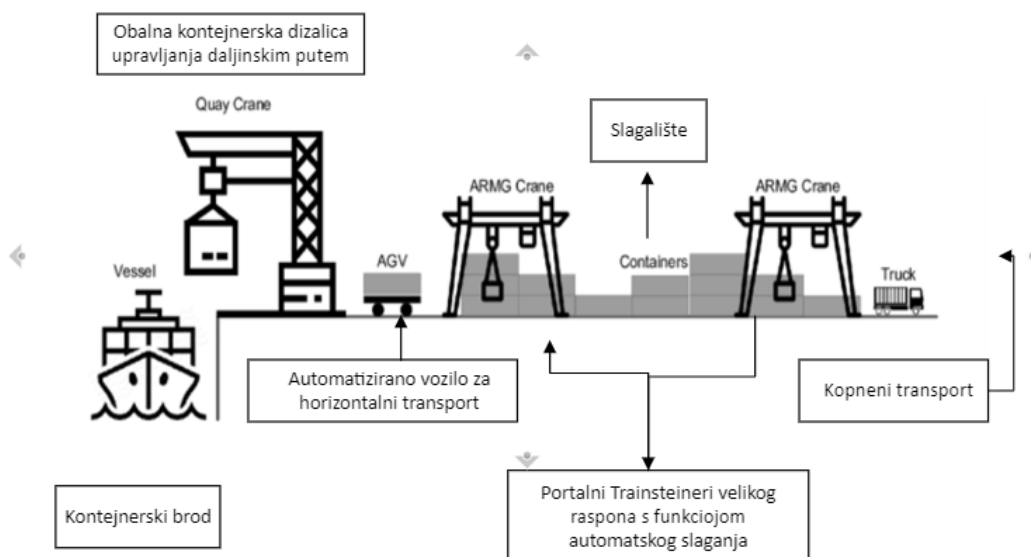 Obalna kontejnerska dizalica
upravljanja daljinskim putem
Quay Crane
Slagalište
ARMG Crane
ARMG Crane
AGV
Containers
Vessel
Truck
Automatizirano vozilo za
horizontalni transport
Kopneni transport
Portalni Trainsteineri velikog
raspona s funkciojom
automatskog slaganja
Kontejnerski brod